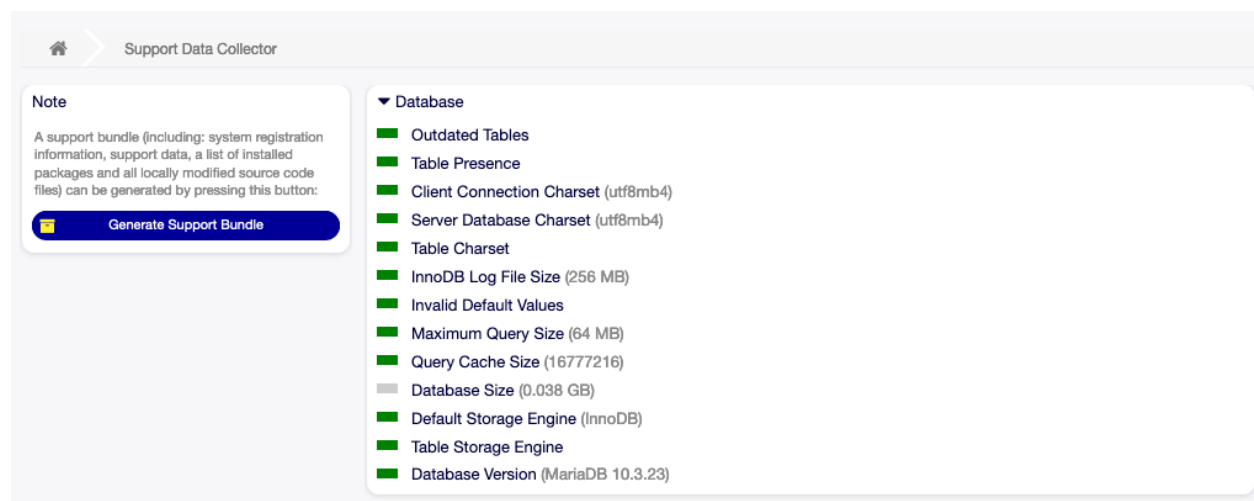 Support Data Collector
Note
A support bundle (including: system registration
information, support data, a list of installed
packages and all locally modified source code
files) can be generated by pressing this button:
Generate Support Bundle
Database
Outdated Tables
Table Presence
Client Connection Charset (utf8mb4)
Server Database Charset (utf8mb4)
Table Charset
InnoDB Log File Size (256 MB)
Invalid Default Values
Maximum Query Size (64 MB)
Query Cache Size (16777216)
Database Size (0.038 GB)
Default Storage Engine (InnoDB)
Table Storage Engine
Database Version (MariaDB 10.3.23)